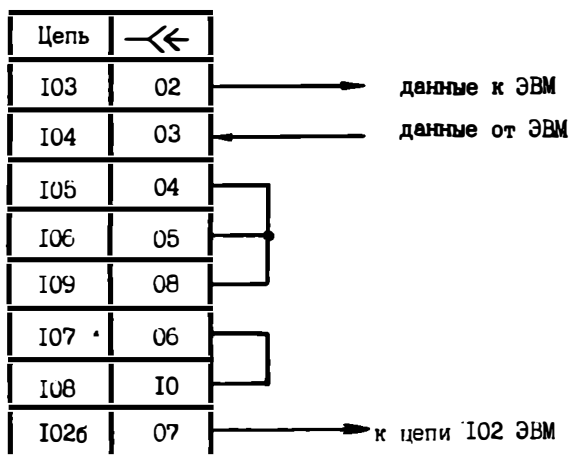 Цепь
I03 02 данные к ЭВМ
I04 03 данные от ЭВМ
I05 04
I06 05
I09 08
I07 06
I08 I0
I02б 07 к цепи I02 ЭВМ